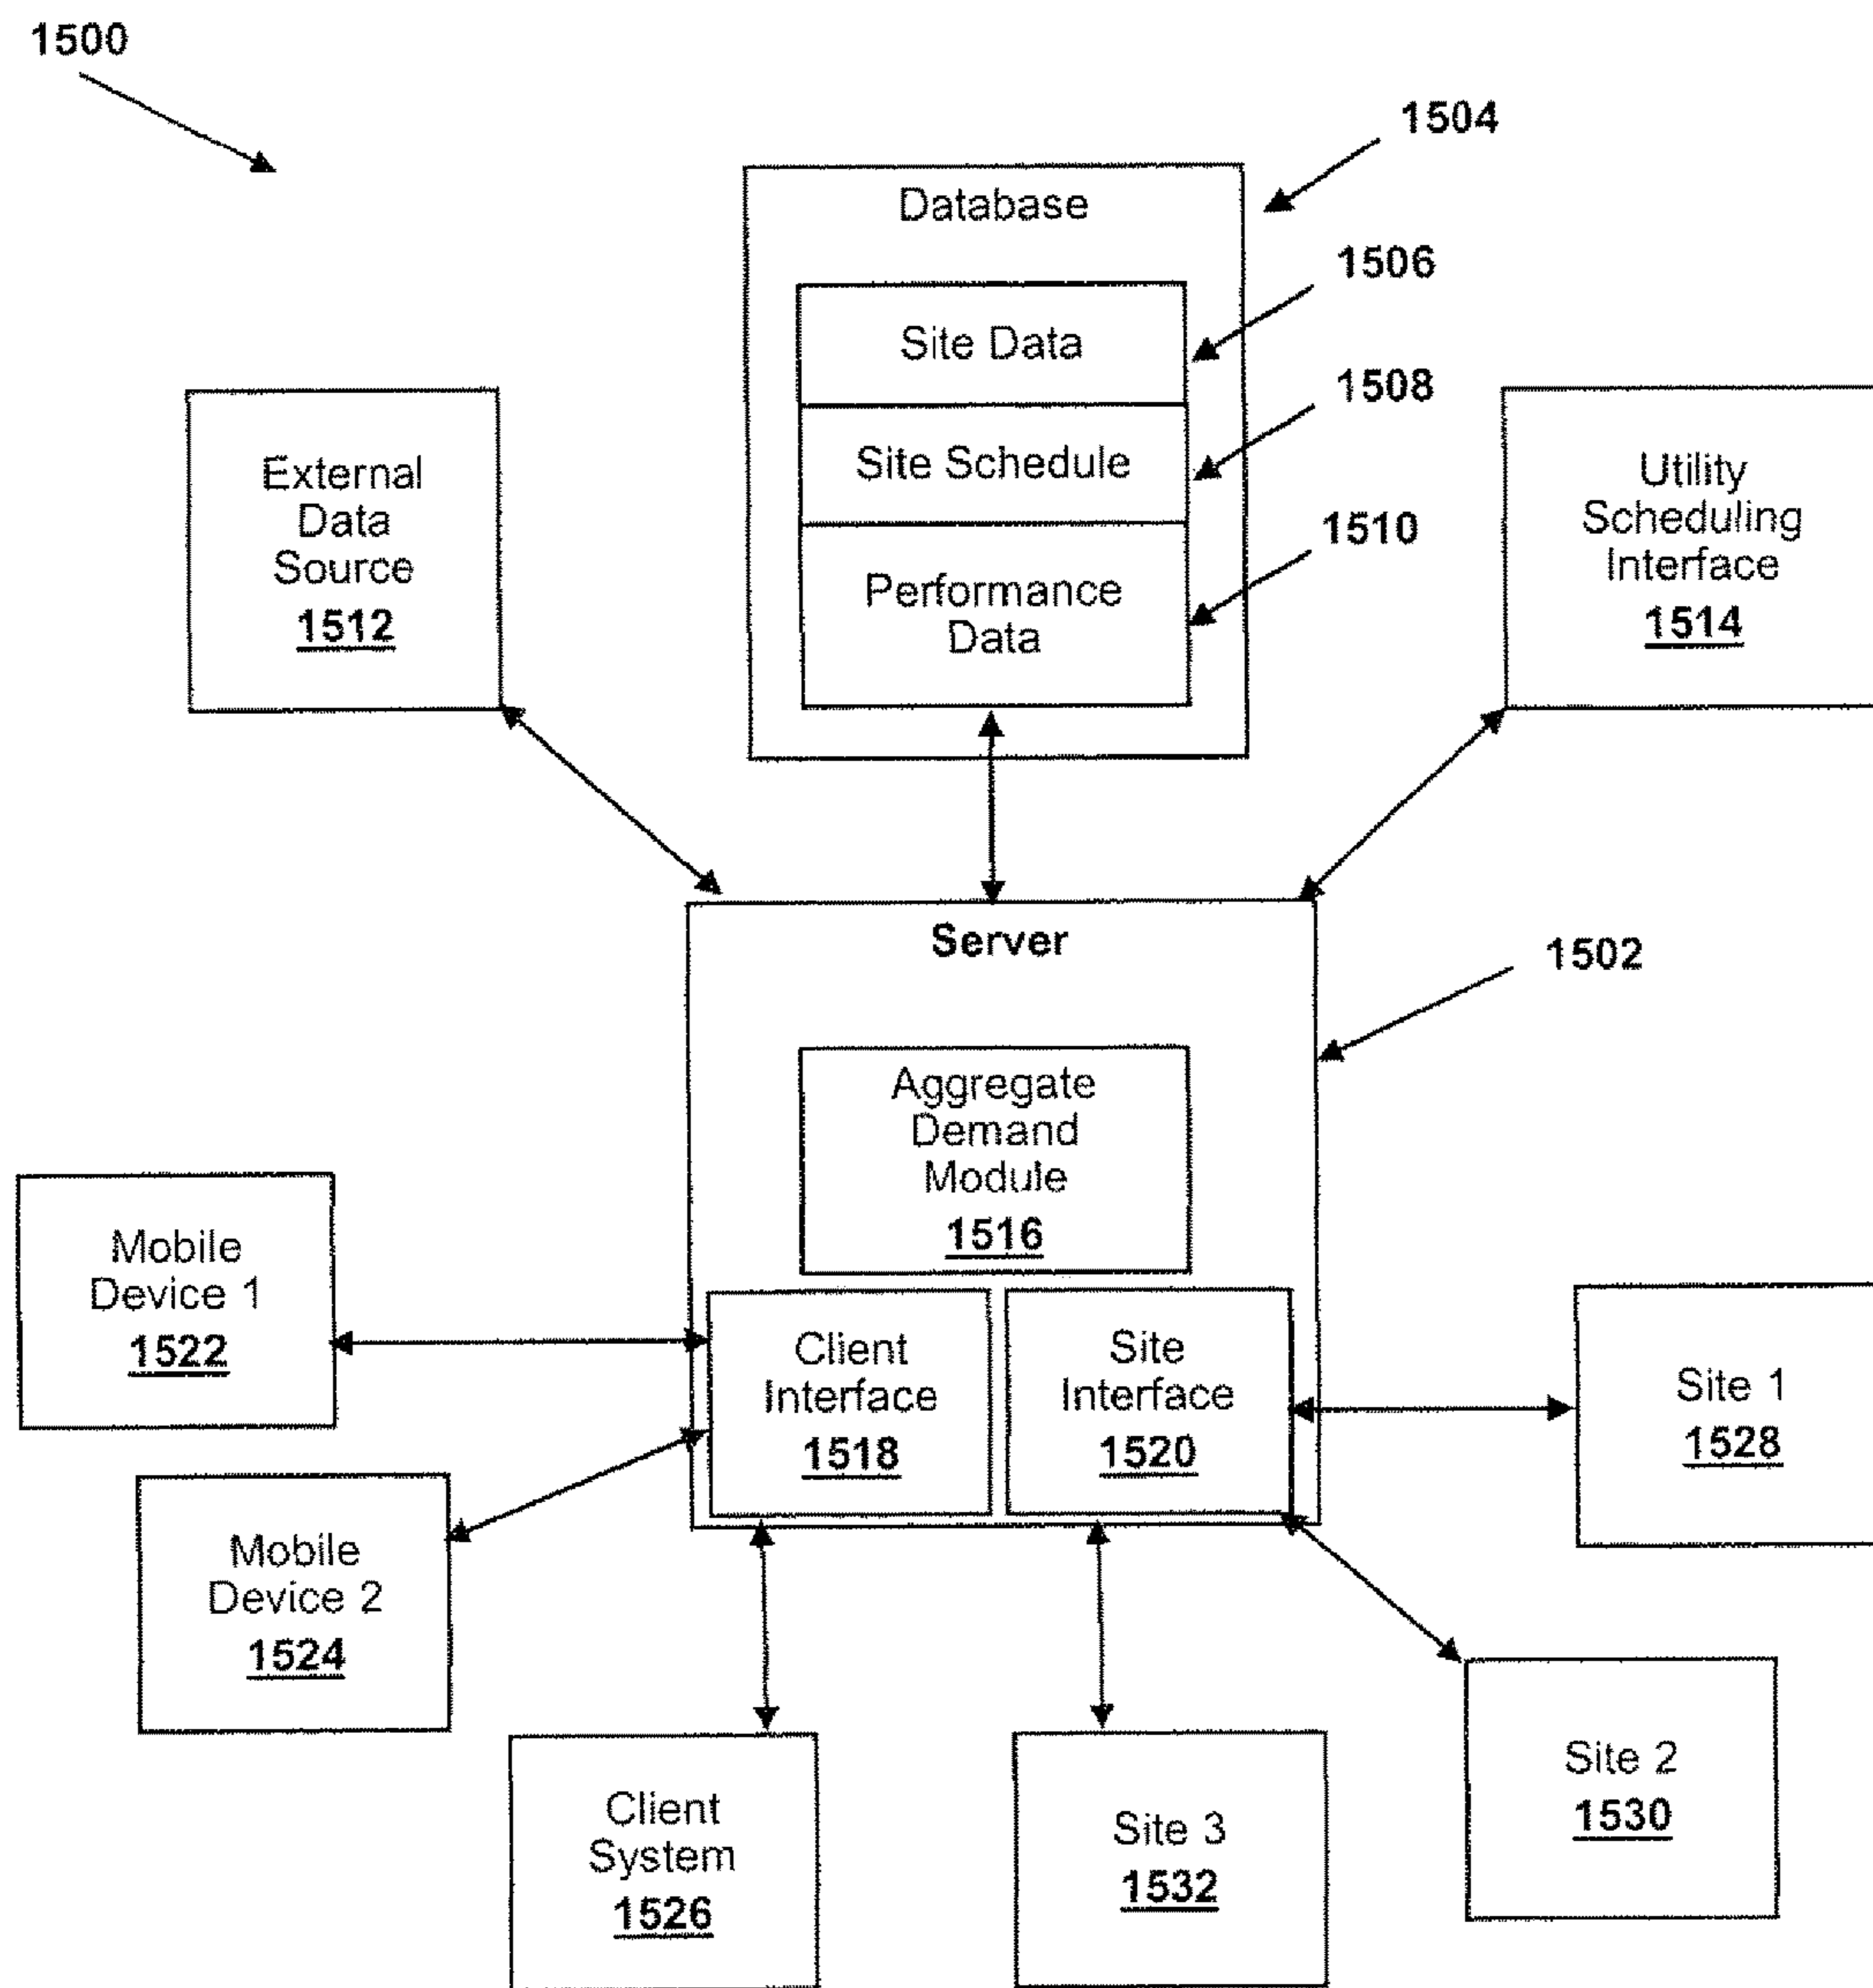 1500
1504
Database
1506
Site Data
1508
Site Schedule
1510
Performance
Data
External
Data
Source
1512
Utility
Scheduling
Interface
1514
Server
1502
Aggregate
Demand
Module
1516
Mobile
Device 1
1522
Client
Interface
1518
Site
Interface
1520
Site 1
1528
Mobile
Device 2
1524
Client
System
1526
Site 3
1532
Site 2
1530